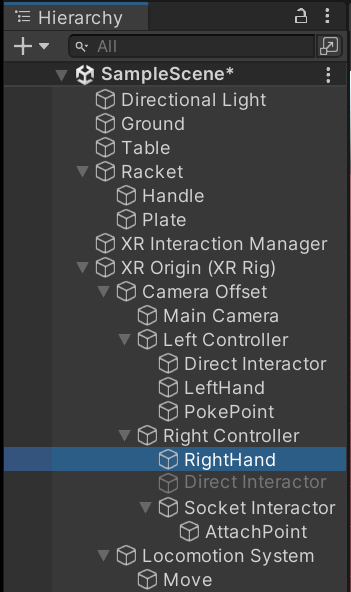 Hierarchy
All
SampleScene*
Directional Light
Ground
Table
Racket
Handle
Plate
XR Interaction Manager
XR Origin (XR Rig)
Camera Offset
Main Camera
Left Controller
Direct Interactor
LeftHand
PokePoint
Right Controller
RightHand
Direct Interactor
Socket Interactor
AttachPoint
Locomotion System
Move